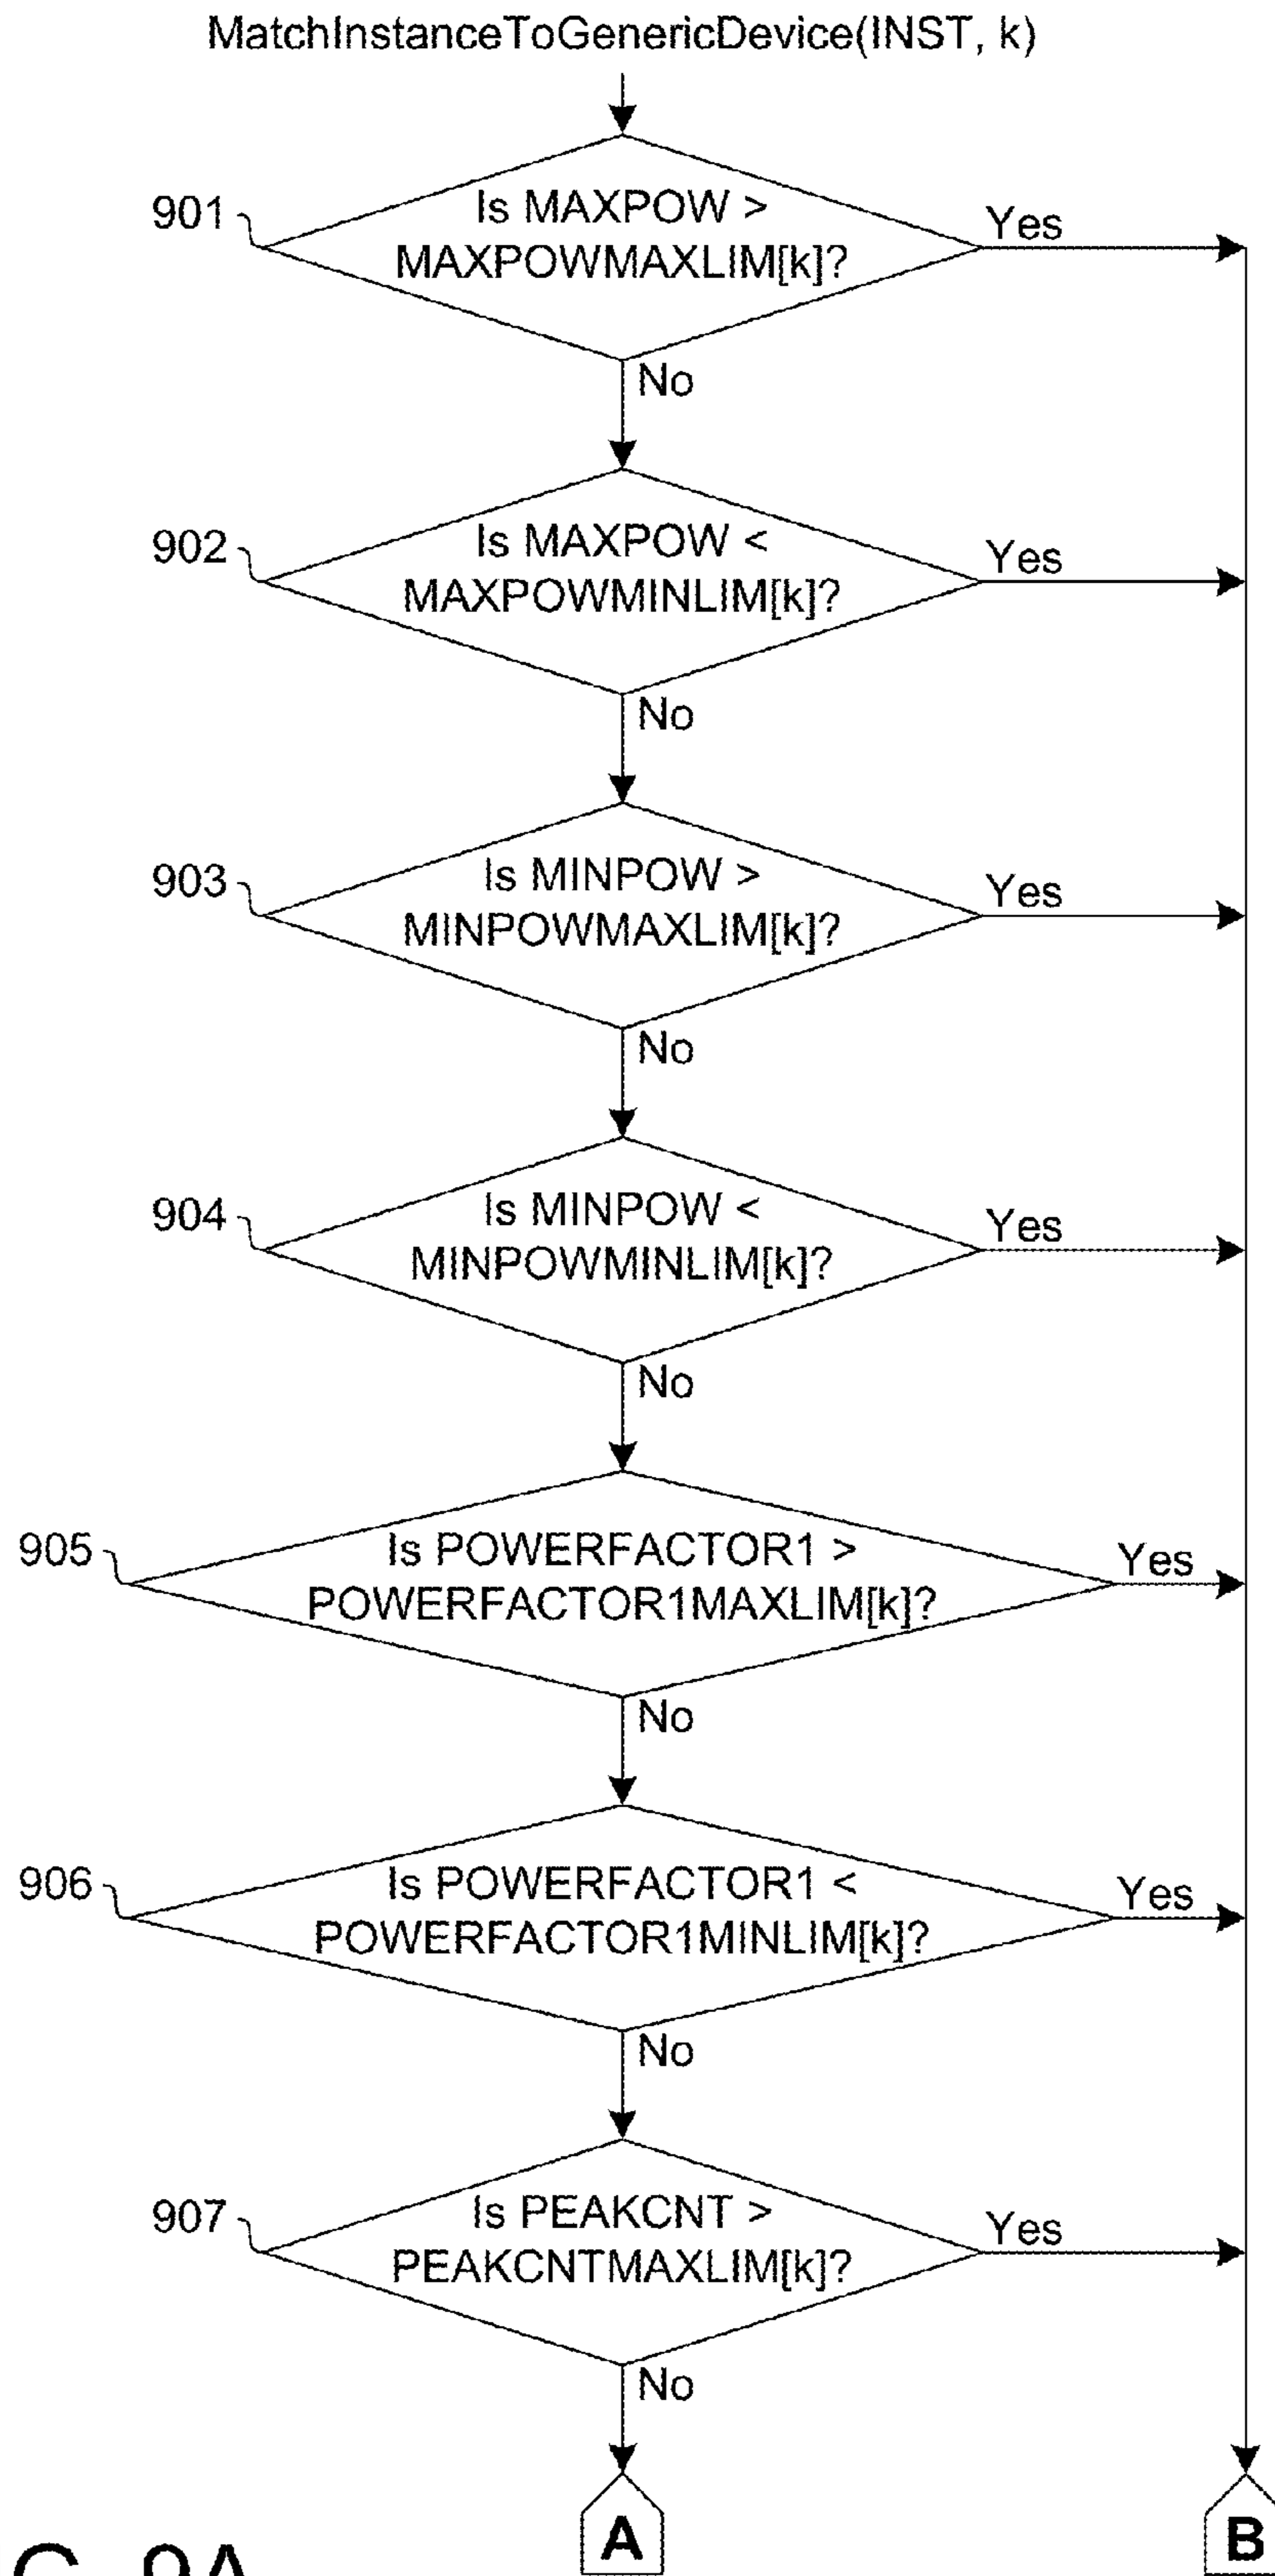 MatchInstanceToGenericDevice(INST, k)
901
Is MAXPOW >
MAXPOWMAXLIM[k]?
Yes
No
902
Is MAXPOW <
MAXPOWMINLIM[k]?
Yes
No
903
Is MINPOW >
MINPOWMAXLIM[k]?
Yes
No
904
Is MINPOW <
MINPOWMINLIM[k]?
Yes
No
905
Is POWERFACTOR1 >
POWERFACTOR1MAXLIM[k]?
Yes
No
906
Is POWERFACTOR1 <
POWERFACTOR1MINLIM[k]?
Yes
No
907
Is PEAKCNT >
PEAKCNTMAXLIM[k]?
Yes
No
A
B